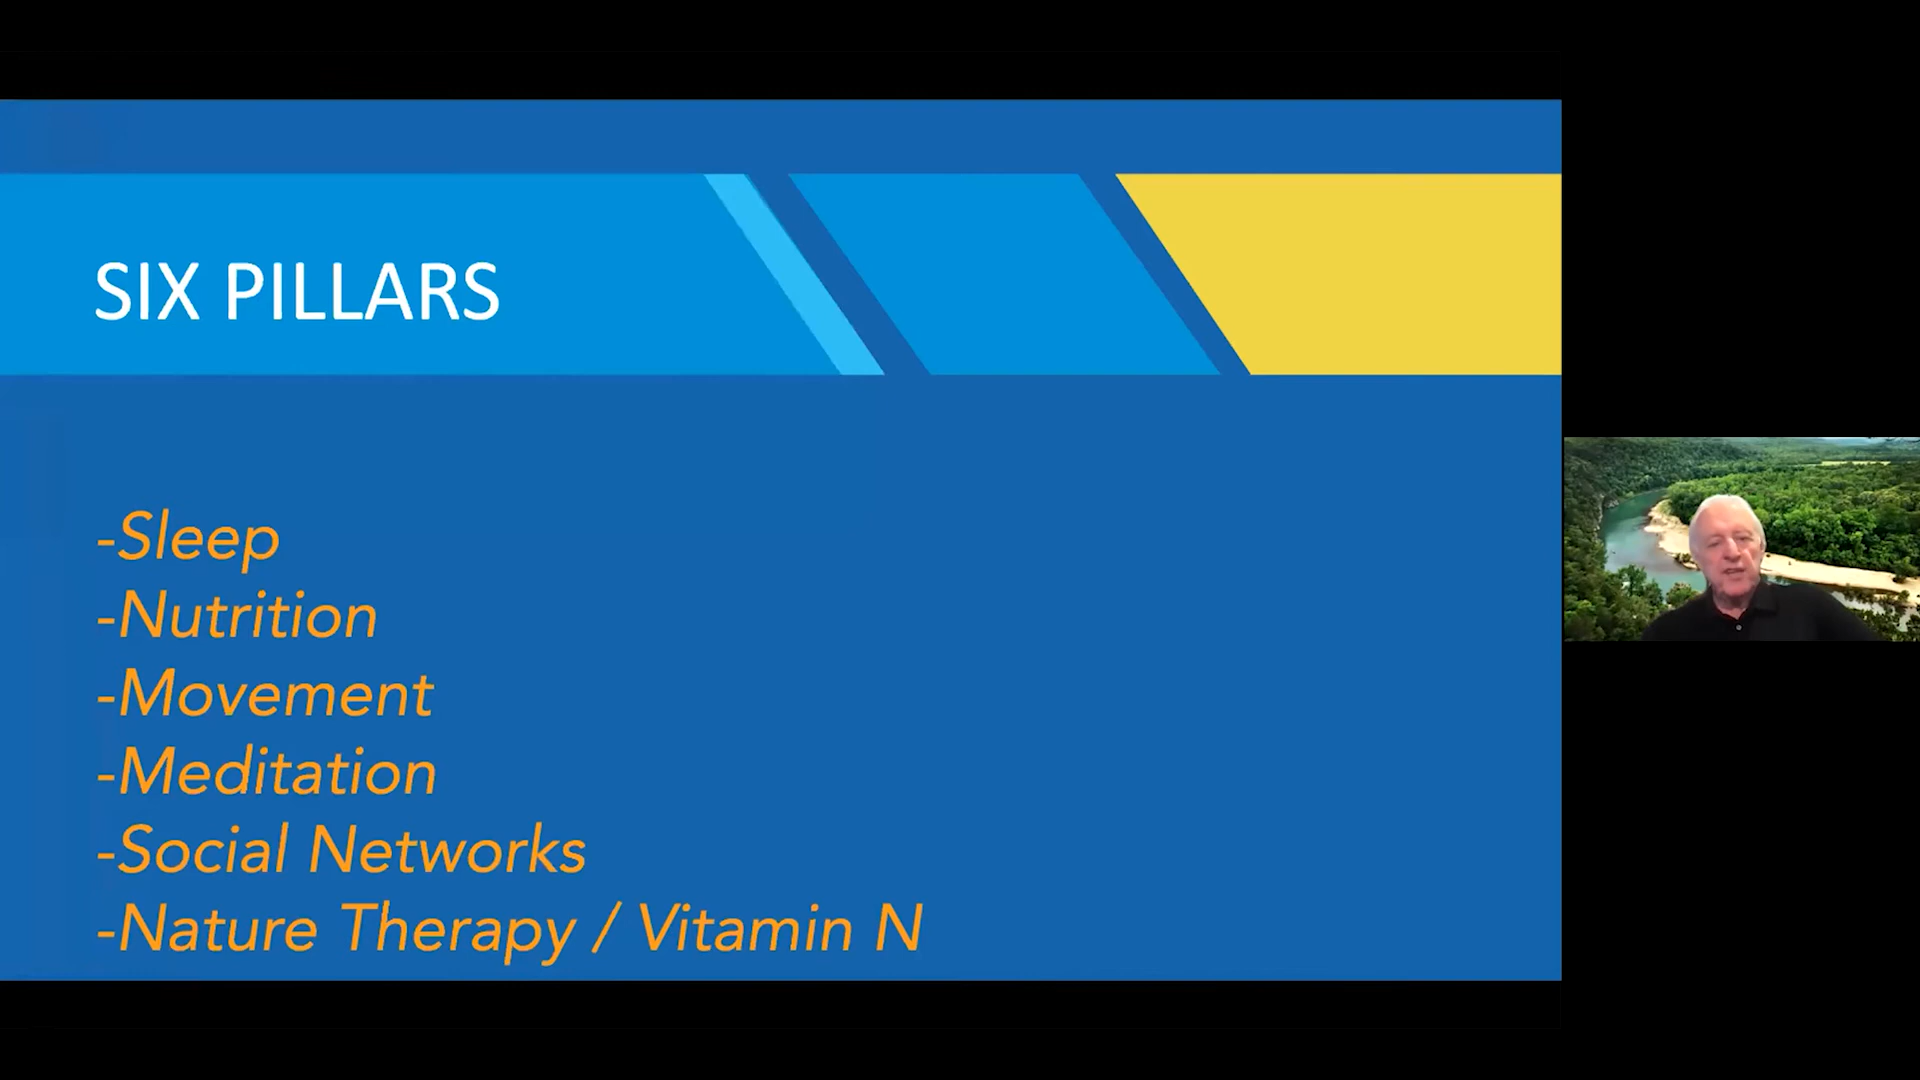 SIX PILLARS
-Sleep
-Nutrition
-Movement
-Meditation
-Social Networks
-Nature Therapy / Vitamin N